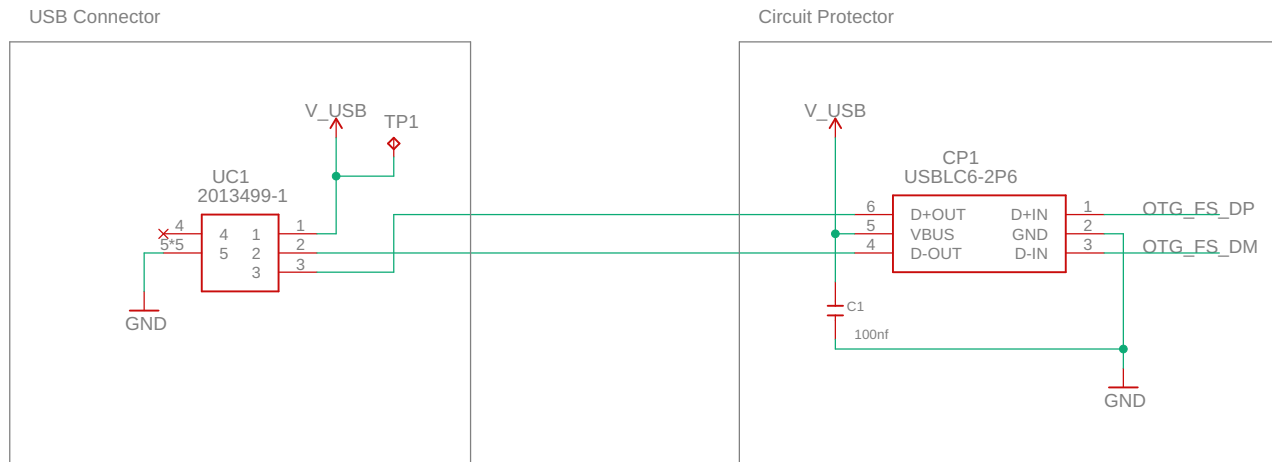 USB Connector
Circuit Protector
V_USB
TP1
V_USB
UC1
2013499-1
CP1
USBLC6-2P6
4
4
1
1
5*5
5
2
2
3
3
GND
6
D+OUT
D+IN
1
OTG_FS_DP
5
VBUS
GND
2
4
D-OUT
D-IN
3
OTG_FS_DM
C1
100nf
GND